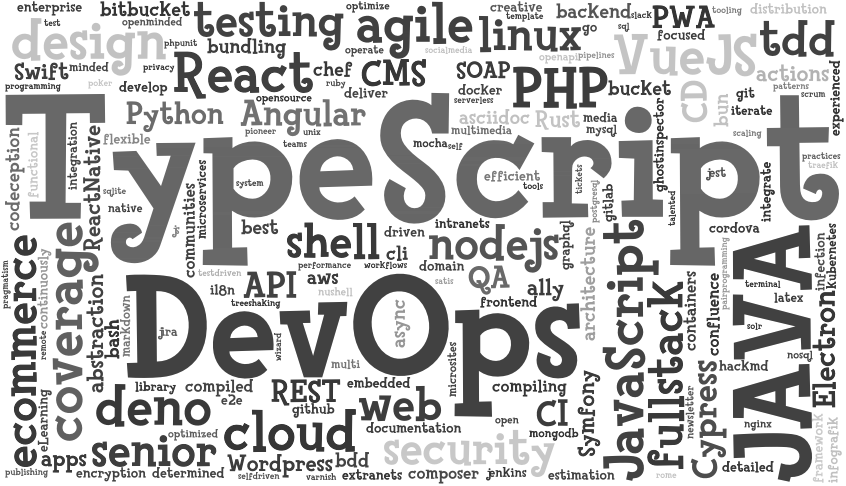 enterprise
bitbucket
optimize
creative
backend
slack
PWA
tooling
distribution
test
openminded
testing
agile
template
sql
design
phpunit
linux
go
focused
VueJS
tdd
bundling
operate
socialmedia
openapi
pipelines
Swift
minded
privacy
React
chef
CMS
SOAP
PHP
bucket
actions
framework
programming
poker
develop
ruby
deliver
docker
serverless
CD
bun
git
patterns
scrum
experienced
opensource
Python
Angular
asciidoc
Rust
media
mysql
ghostinspector
iterate
codeception
functional
integration
ReactNative
flexible
pioneer
unix
teams
multimedia
scaling
TypeScript
mocha
self
practices
traefik
sqlite
native
communities
microservices
system
efficient
tools
tickets
postgresql
gitlab
talented
jest
integrate
git
best
shell
driven
intranets
cli
nodejs
graphql
architecture
cordova
pragmatism
ecommerce
continuously
remote
coverage
abstraction
bash
markdown
testdriven
i18n
API
treeshaking
performance
aws
workflows
nushell
domain
satis
QA
frontend
a11y
JavaScript
fullstack
containers
confluence
pairprogramming
terminal
JAVA
latex
infection
kubernetes
Electron
DevOps
jira
wizard
multi
async
microsites
solr
nosql
hacKmd
library
compiled
e2e
REST
github
embedded
web
compiling
open
CI
mongodb
Symfony
newsletter
Cypress
nginx
detailed
infografik
eLearning
deno
optimized
cloud
documentation
security
senior
apps
Wordpress
bdd
publishing
encryption
determined
selfdriven
varnish
extranets
composer
jenkins
estimation
rome